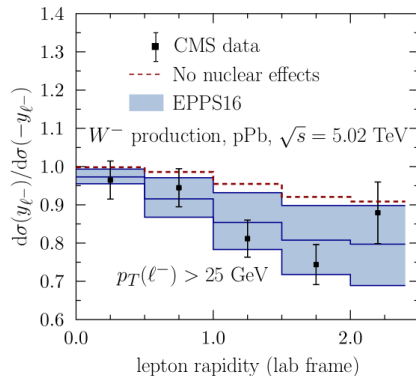 1.4
1.3
1.2
1.1
1.0
0.9
0.8
0.7
0.6
0.5
dσ(y_ℓ⁻)/dσ(−y_ℓ⁻)
CMS data
No nuclear effects
EPPS16
W⁻ production, pPb, √s = 5.02 TeV
p_T(ℓ⁻) > 25 GeV
0.0 0.5 1.0 1.5 2.0
lepton rapidity (lab frame)